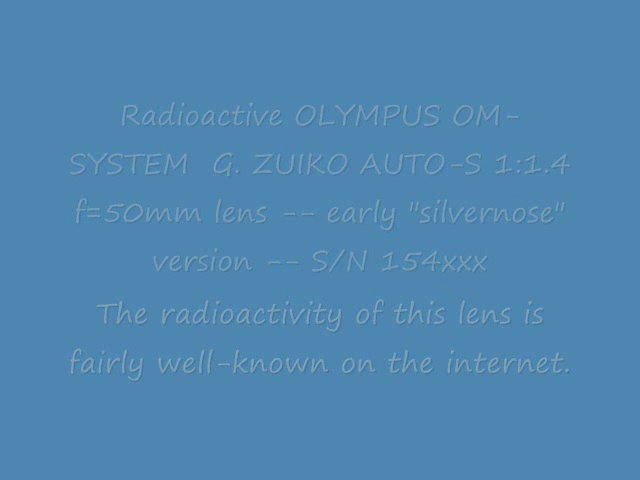 Radioactive OLYMPUS OM-
SYSTEM  G. ZUIKO AUTO-S 1:1.4
f=50mm lens -- early "silvernose"
version -- S/N 154xxx
The radioactivity of this lens is
fairly well-known on the internet.